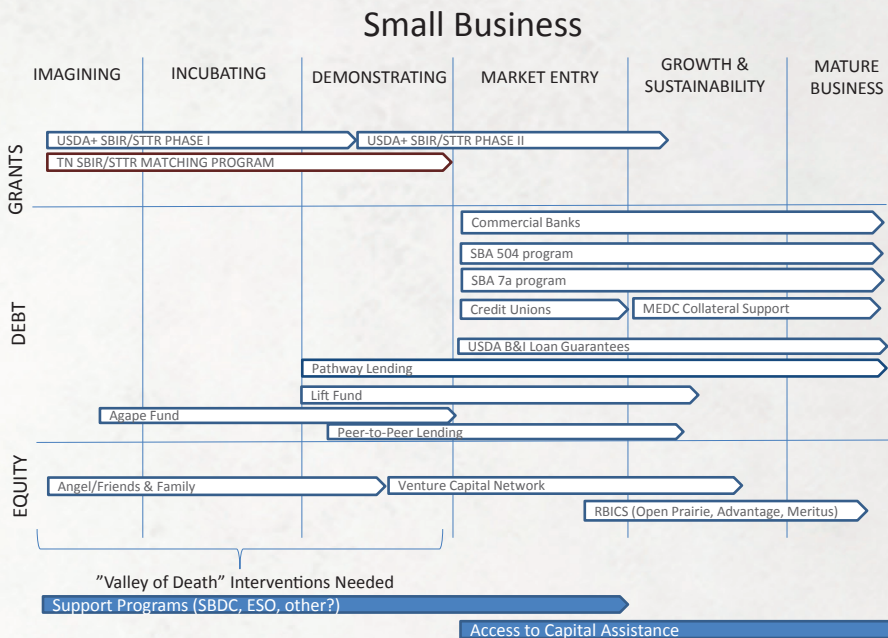 Small Business
IMAGINING
INCUBATING
DEMONSTRATING
MARKET ENTRY
GROWTH &
SUSTAINABILITY
MATURE
BUSINESS
GRANTS
USDA+ SBIR/STTR PHASE I
USDA+ SBIR/STTR PHASE II
TN SBIR/STTR MATCHING PROGRAM
DEBT
Commercial Banks
SBA 504 program
SBA 7a program
Credit Unions
MEDC Collateral Support
USDA B&I Loan Guarantees
Pathway Lending
Lift Fund
Agape Fund
Peer-to-Peer Lending
EQUITY
Angel/Friends & Family
Venture Capital Network
RBICS (Open Prairie, Advantage, Meritus)
”Valley of Death” Interventions Needed
Support Programs (SBDC, ESO, other?)
Access to Capital Assistance